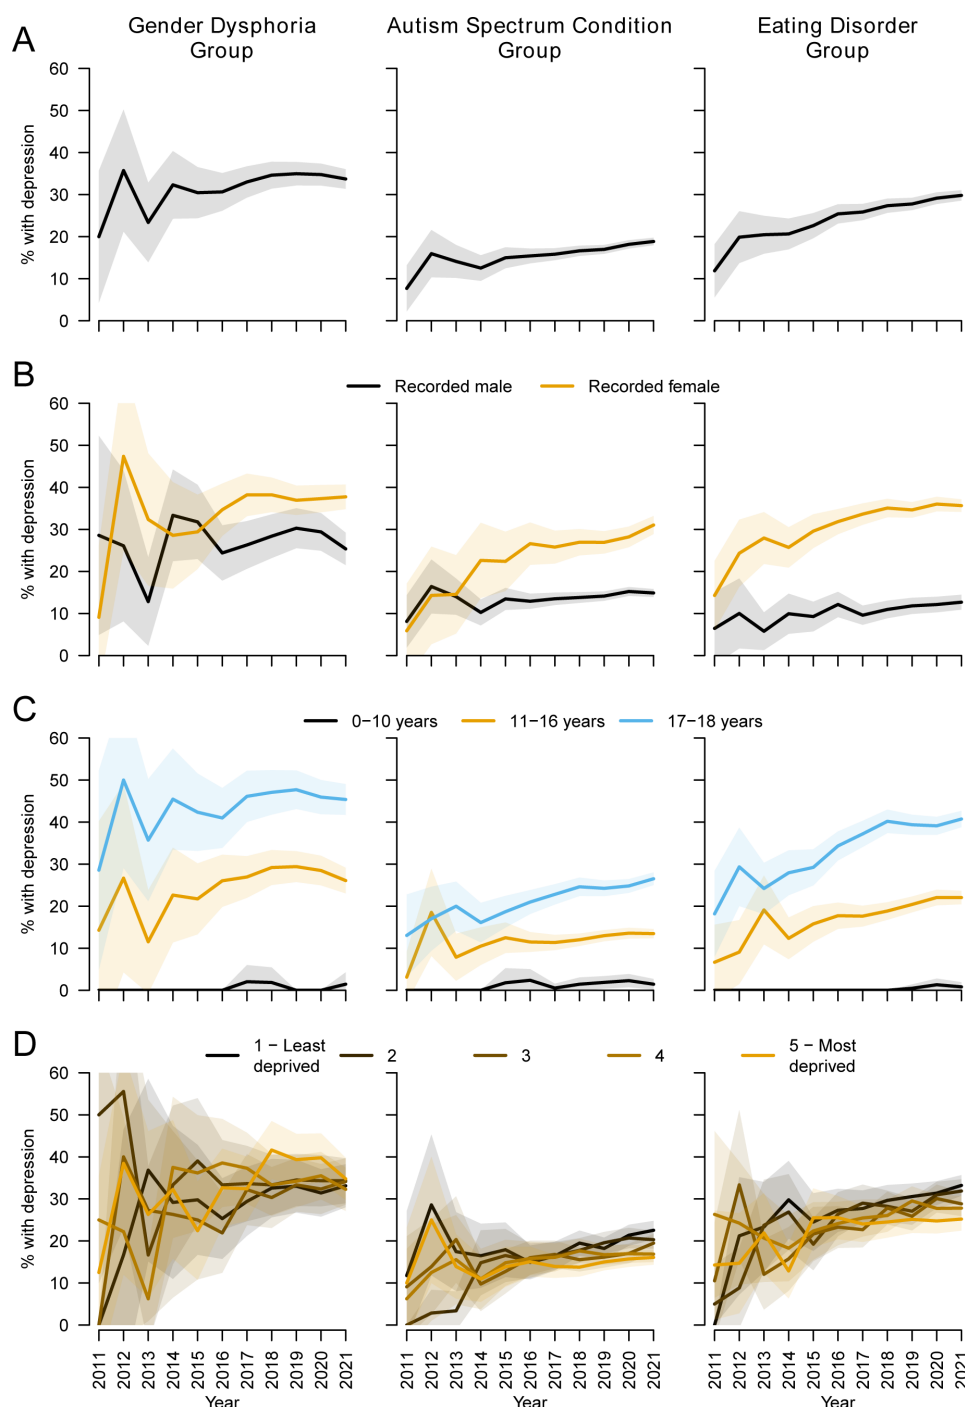 A
Gender Dysphoria
Group
Autism Spectrum Condition
Group
Eating Disorder
Group
% with depression
60
50
40
30
20
10
0
B
Recorded male
Recorded female
% with depression
60
50
40
30
20
10
0
C
0−10 years
11−16 years
17−18 years
% with depression
60
50
40
30
20
10
0
D
1 − Least
deprived
2
3
4
5 − Most
deprived
% with depression
60
50
40
30
20
10
0
2011
2012
2013
2014
2015
2016
2017
2018
2019
2020
2021
Year
2011
2012
2013
2014
2015
2016
2017
2018
2019
2020
2021
Year
2011
2012
2013
2014
2015
2016
2017
2018
2019
2020
2021
Year